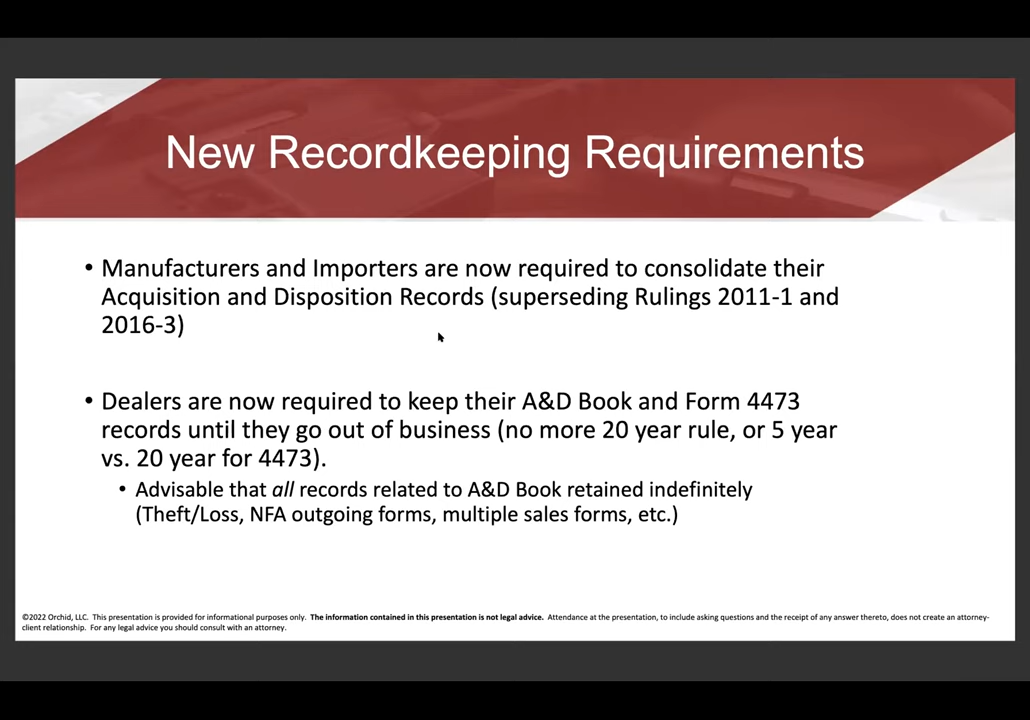 New Recordkeeping Requirements
• Manufacturers and Importers are now required to consolidate their
Acquisition and Disposition Records (superseding Rulings 2011-1 and
2016-3)
• Dealers are now required to keep their A&D Book and Form 4473
records until they go out of business (no more 20 year rule, or 5 year
vs. 20 year for 4473).
• Advisable that all records related to A&D Book retained indefinitely
(Theft/Loss, NFA outgoing forms, multiple sales forms, etc.)
©2022 Orchid, LLC. This presentation is provided for informational purposes only. The information contained in this presentation is not legal advice. Attendance at the presentation, to include asking questions and the receipt of any answer thereto, does not create an attorney-
client relationship. For any legal advice you should consult with an attorney.